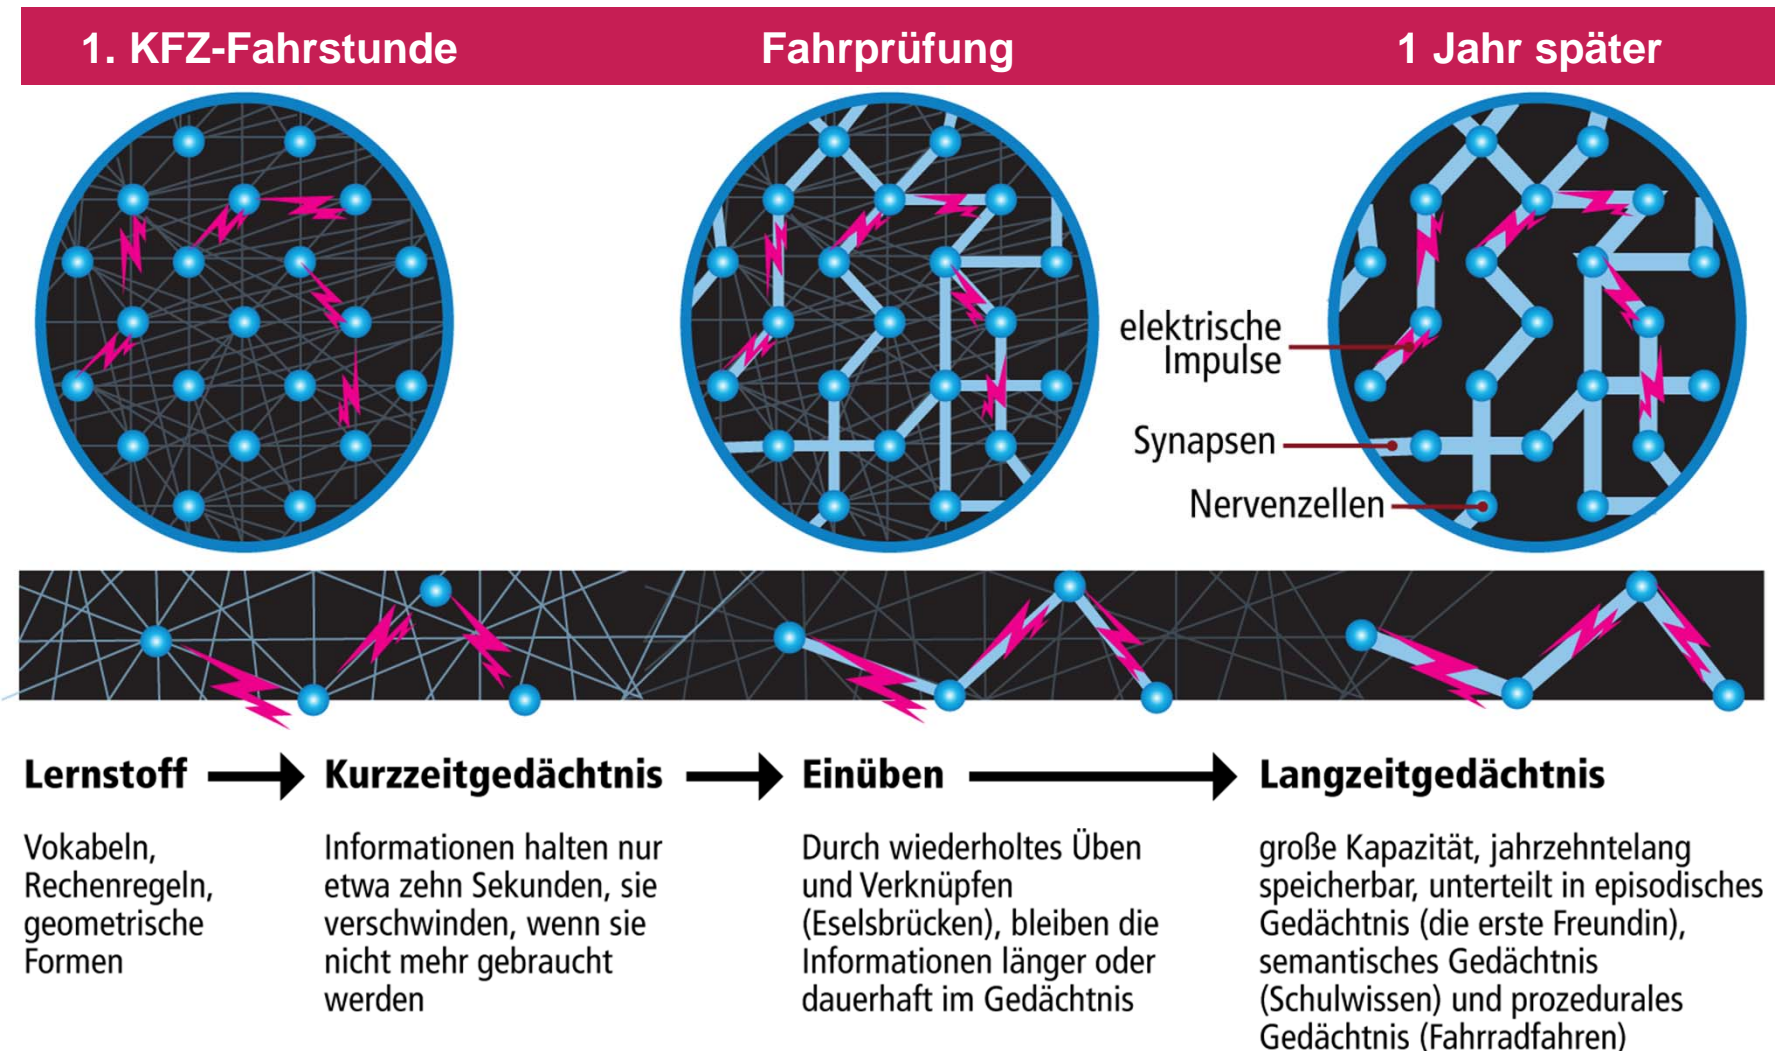 1. KFZ-Fahrstunde
Fahrprüfung
1 Jahr später
elektrische
Impulse
Synapsen
Nervenzellen
Lernstoff
Vokabeln,
Rechenregeln,
geometrische
Formen
Kurzzeitgedächtnis
Informationen halten nur
etwa zehn Sekunden, sie
verschwinden, wenn sie
nicht mehr gebraucht
werden
Einüben
Durch wiederholtes Üben
und Verknüpfen
(Eselsbrücken), bleiben die
Informationen länger oder
dauerhaft im Gedächtnis
Langzeitgedächtnis
große Kapazität, jahrzehntelang
speicherbar, unterteilt in episodisches
Gedächtnis (die erste Freundin),
semantisches Gedächtnis
(Schulwissen) und prozedurales
Gedächtnis (Fahrradfahren)